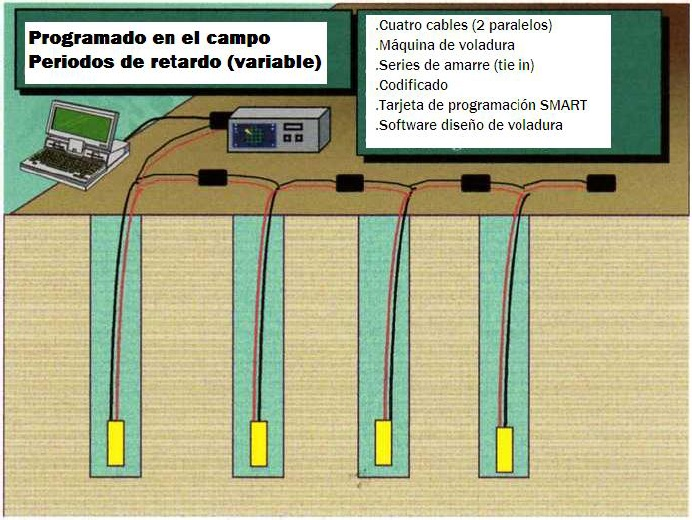 Programado en el campo
Periodos de retardo (variable)
.Cuatro cables (2 paralelos)
.Máquina de voladura
.Series de amarre (tie in)
.Codificado
.Tarjeta de programación SMART
.Software diseño de voladura